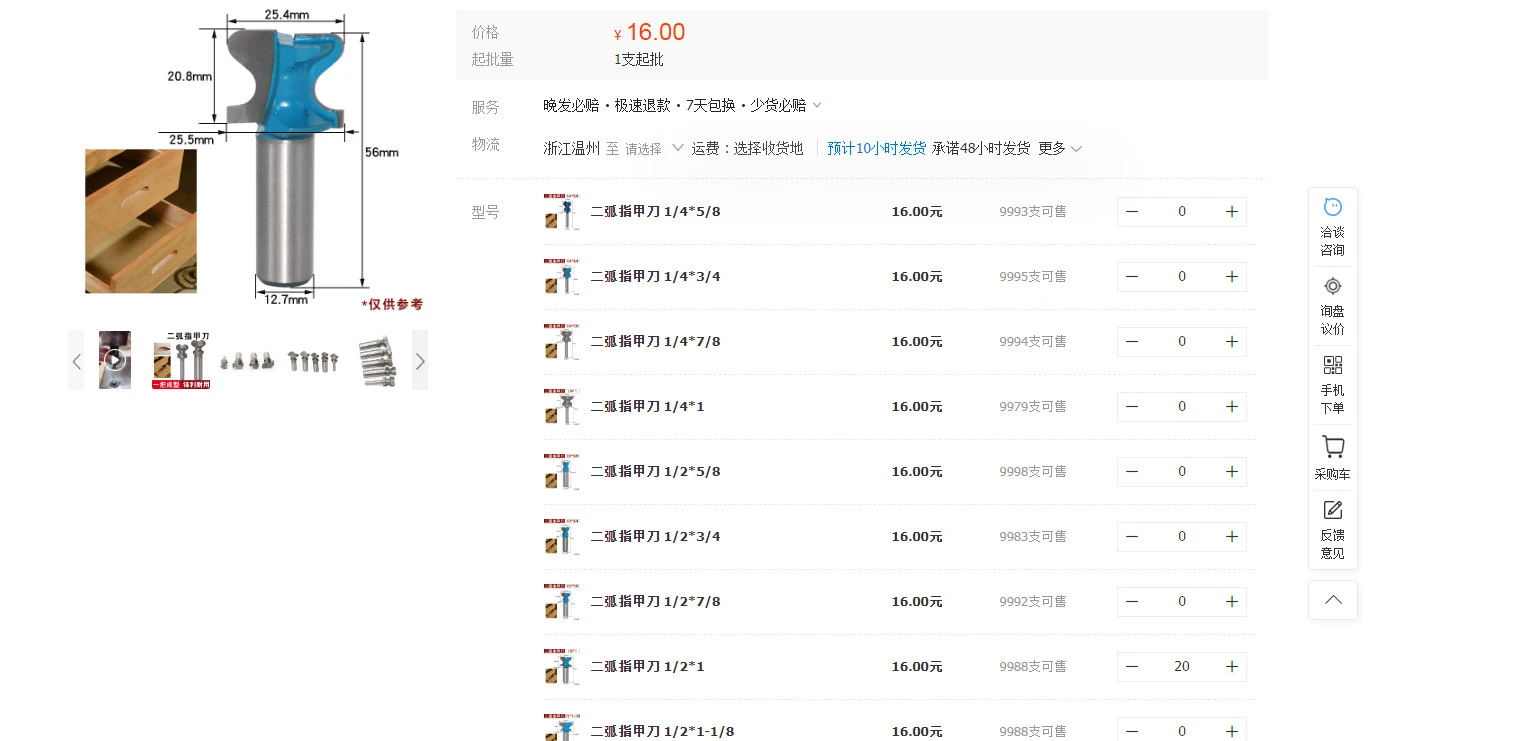 25.4mm
20.8mm
25.5mm
56mm
12.7mm
*仅供参考
二弧指甲刀
一把成型 锋利耐用
价格
¥ 16.00
起批量
1支起批
服务
晚发必赔・极速退款・7天包换・少货必赔
物流
浙江温州 至 请选择 运费：选择收货地 预计10小时发货 承诺48小时发货 更多
型号
二弧指甲刀 1/4*5/8 16.00元 9993支可售 — 0 +
二弧指甲刀 1/4*3/4 16.00元 9995支可售 — 0 +
二弧指甲刀 1/4*7/8 16.00元 9994支可售 — 0 +
二弧指甲刀 1/4*1 16.00元 9979支可售 — 0 +
二弧指甲刀 1/2*5/8 16.00元 9998支可售 — 0 +
二弧指甲刀 1/2*3/4 16.00元 9983支可售 — 0 +
二弧指甲刀 1/2*7/8 16.00元 9992支可售 — 0 +
二弧指甲刀 1/2*1 16.00元 9988支可售 — 20 +
二弧指甲刀 1/2*1-1/8 16.00元 9988支可售 — 0 +
洽谈
咨询
询盘
议价
手机
下单
采购车
反馈
意见